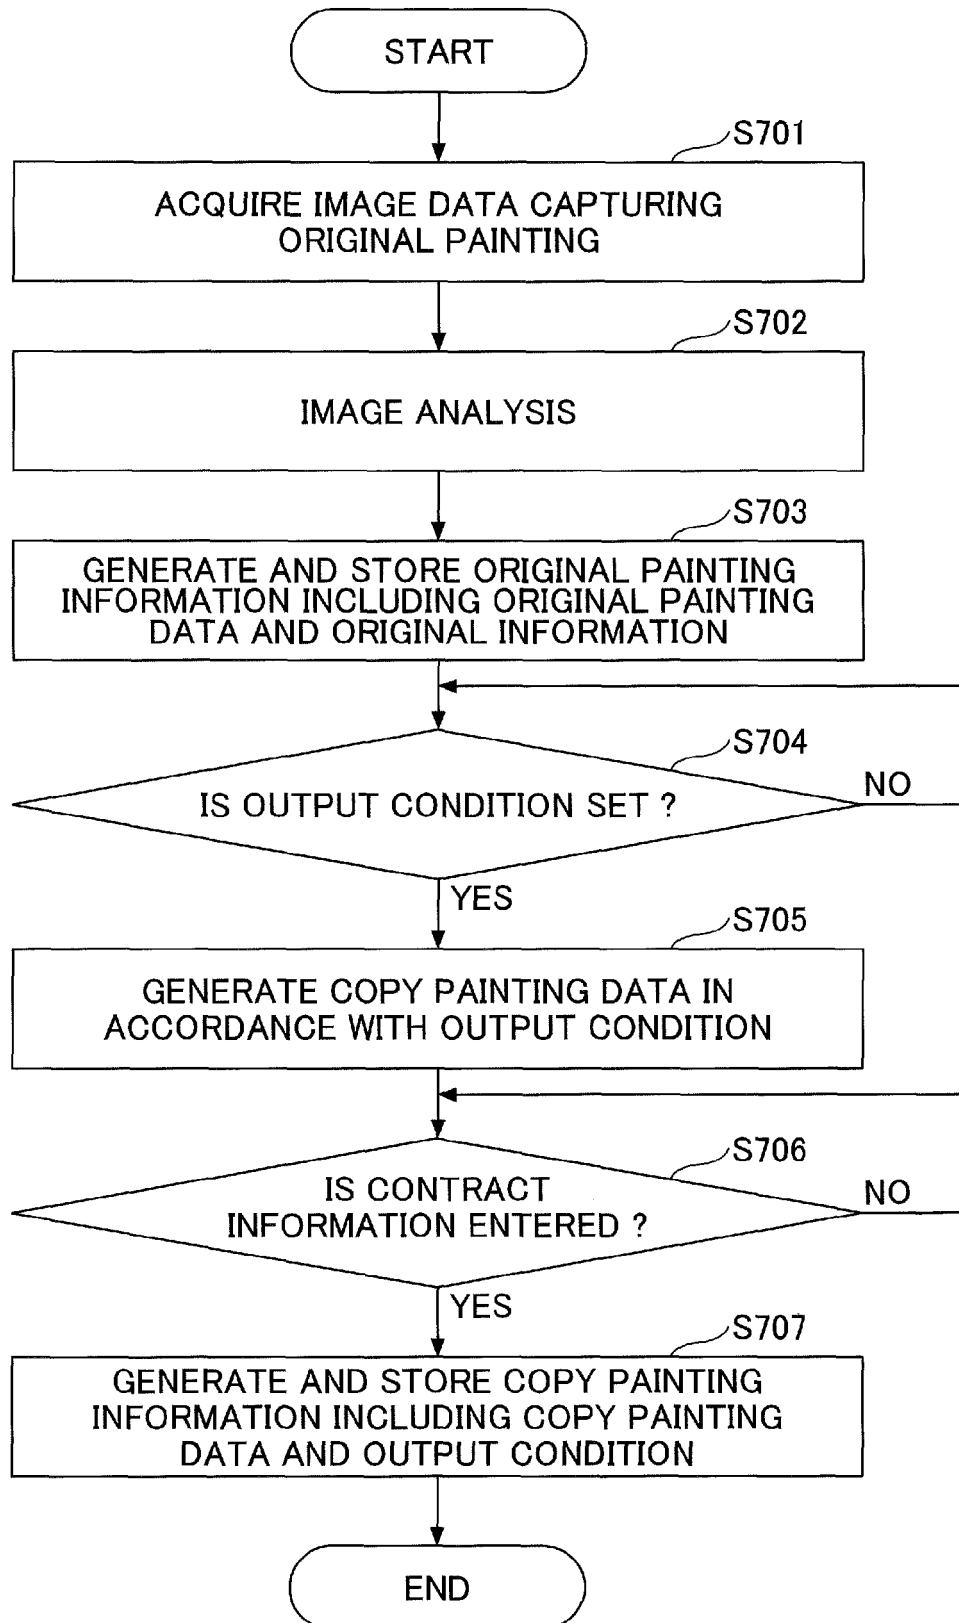 START
S701
ACQUIRE IMAGE DATA CAPTURING
ORIGINAL PAINTING
S702
IMAGE ANALYSIS
S703
GENERATE AND STORE ORIGINAL PAINTING
INFORMATION INCLUDING ORIGINAL PAINTING
DATA AND ORIGINAL INFORMATION
S704
IS OUTPUT CONDITION SET ?
NO
YES
S705
GENERATE COPY PAINTING DATA IN
ACCORDANCE WITH OUTPUT CONDITION
S706
IS CONTRACT
INFORMATION ENTERED ?
NO
YES
S707
GENERATE AND STORE COPY PAINTING
INFORMATION INCLUDING COPY PAINTING
DATA AND OUTPUT CONDITION
END